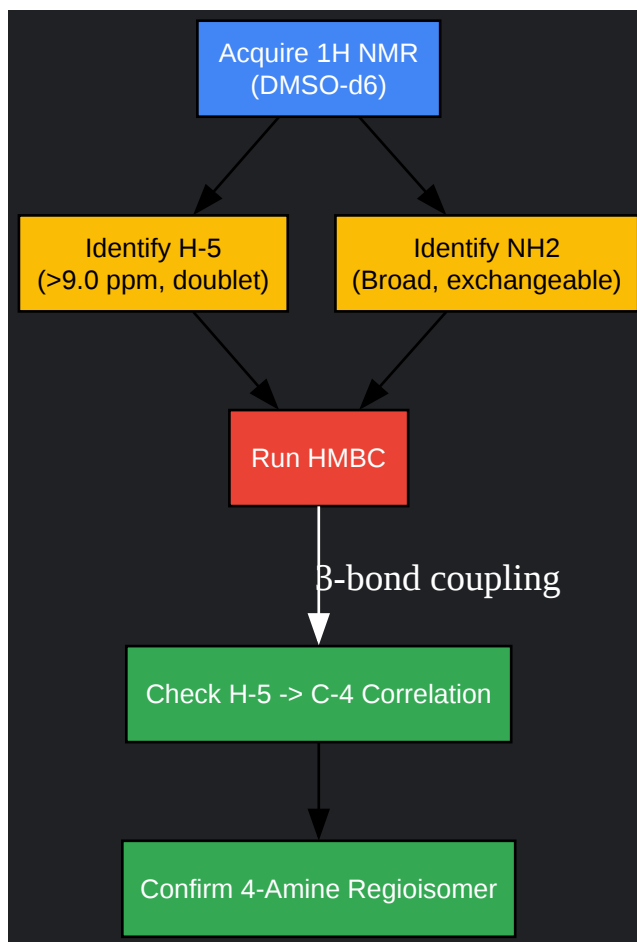 Acquire 1H NMR
(DMSO-d6)
Identify H-5
(>9.0 ppm, doublet)
Identify NH2
(Broad, exchangeable)
Run HMBC
3-bond coupling
Check H-5 -> C-4 Correlation
Confirm 4-Amine Regioisomer